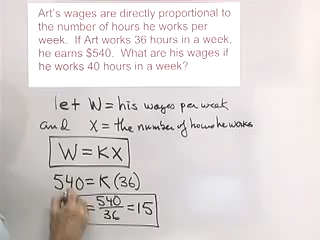 Art's wages are directly proportional to
the number of hours he works per
week. If Art works 36 hours in a week,
he earns $540. What are his wages if
he works 40 hours in a week?
let W = his wages per week
and X = the number of hours he works
W = KX
540 = K (36)
= 540/36 = 15